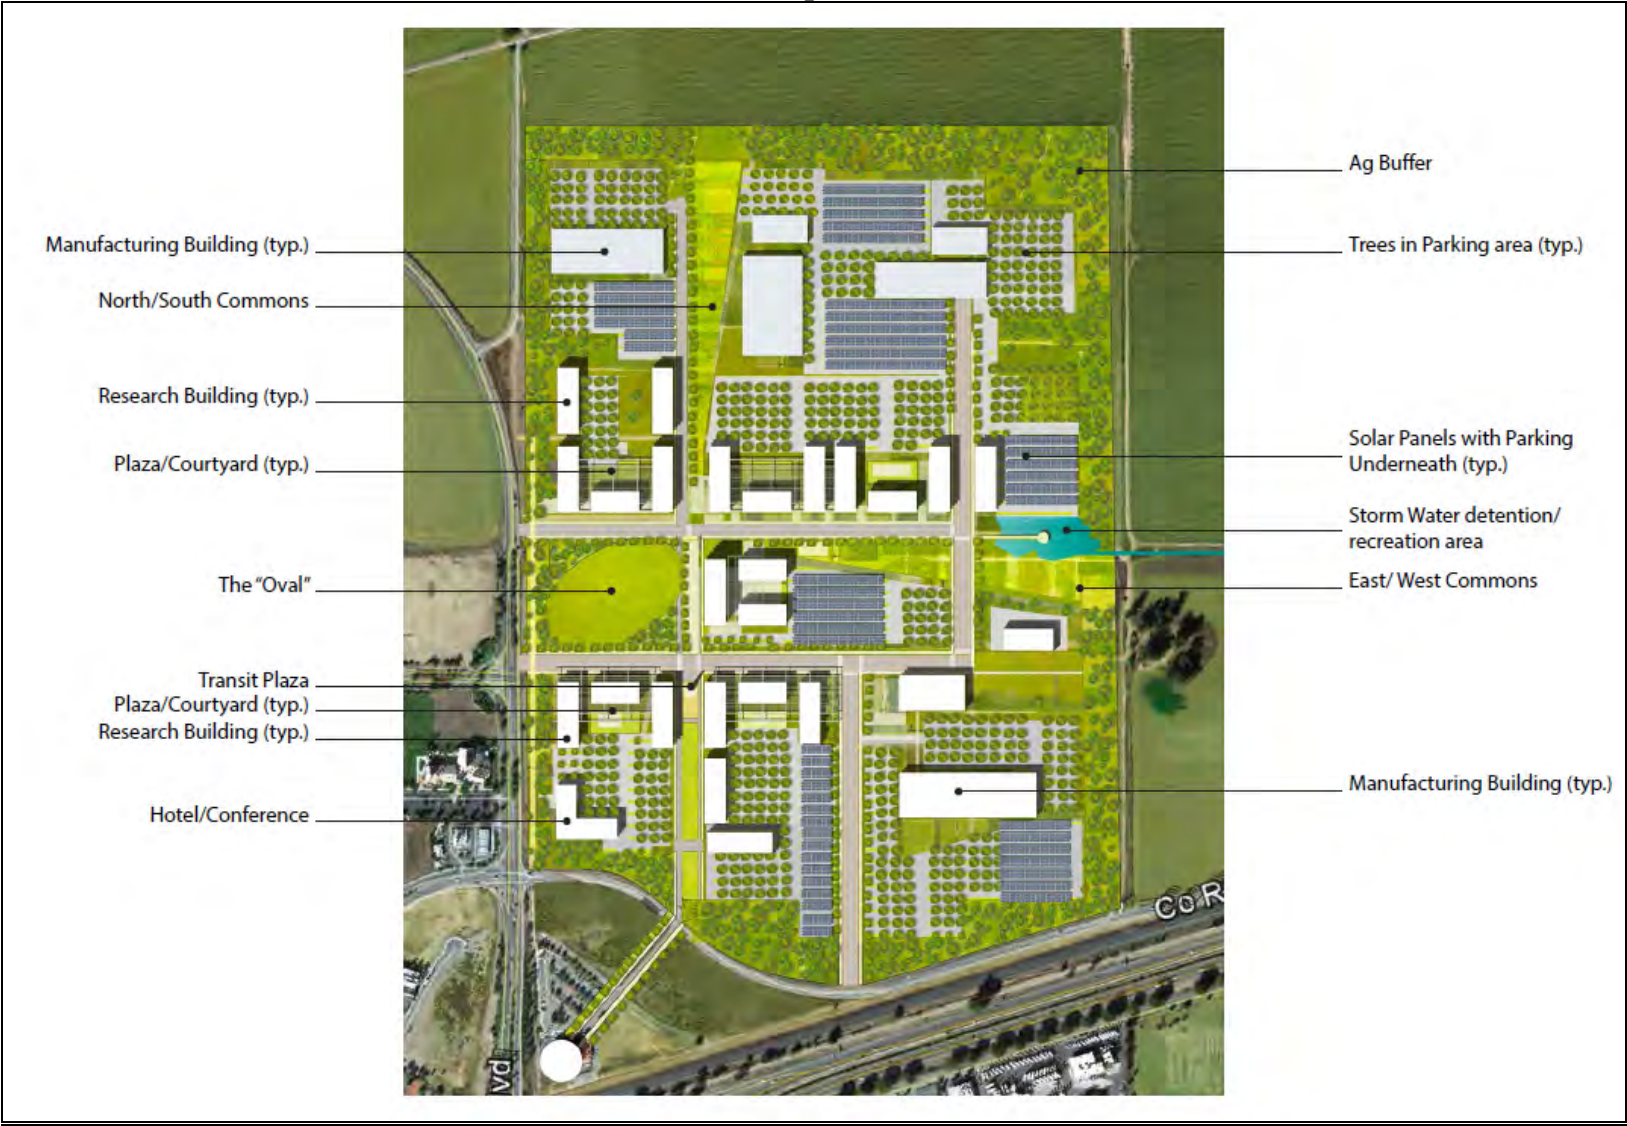 Manufacturing Building (typ.)
North/South Commons
Research Building (typ.)
Plaza/Courtyard (typ.)
The “Oval”
Transit Plaza
Plaza/Courtyard (typ.)
Research Building (typ.)
Hotel/Conference
Ag Buffer
Trees in Parking area (typ.)
Solar Panels with Parking
Underneath (typ.)
Storm Water detention/
recreation area
East/ West Commons
Manufacturing Building (typ.)
Co R
vd